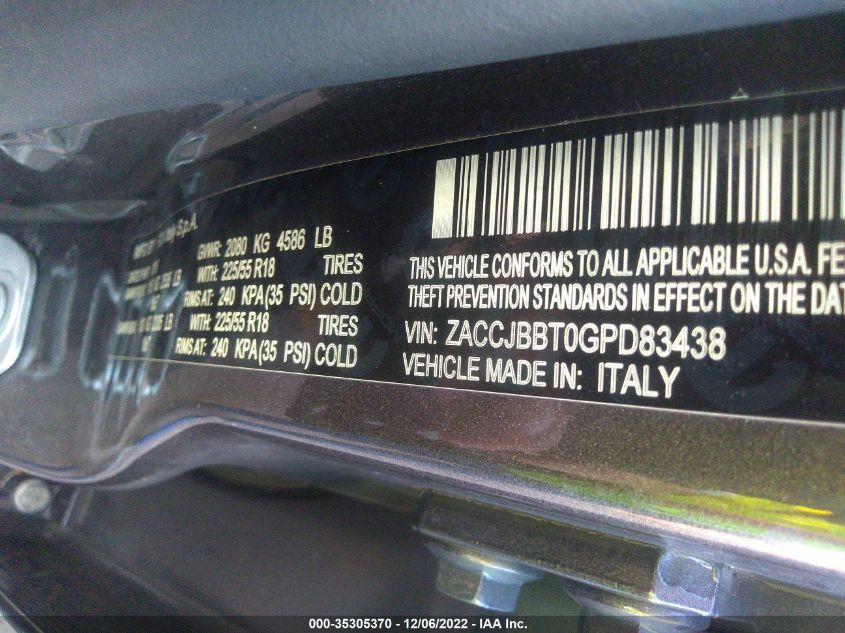 S.p.A.
GVWR: 2080 KG 4586 LB
LB
WITH: 225/55 R18 TIRES
RIMS AT: 240 KPA(35 PSI) COLD
LB
WITH: 225/55 R18 TIRES
RIMS AT: 240 KPA(35 PSI) COLD
THIS VEHICLE CONFORMS TO ALL APPLICABLE U.S.A. FE
THEFT PREVENTION STANDARDS IN EFFECT ON THE DAT
VIN: ZACCJBBT0GPD83438
VEHICLE MADE IN: ITALY
000-35305370 - 12/06/2022 - IAA Inc.